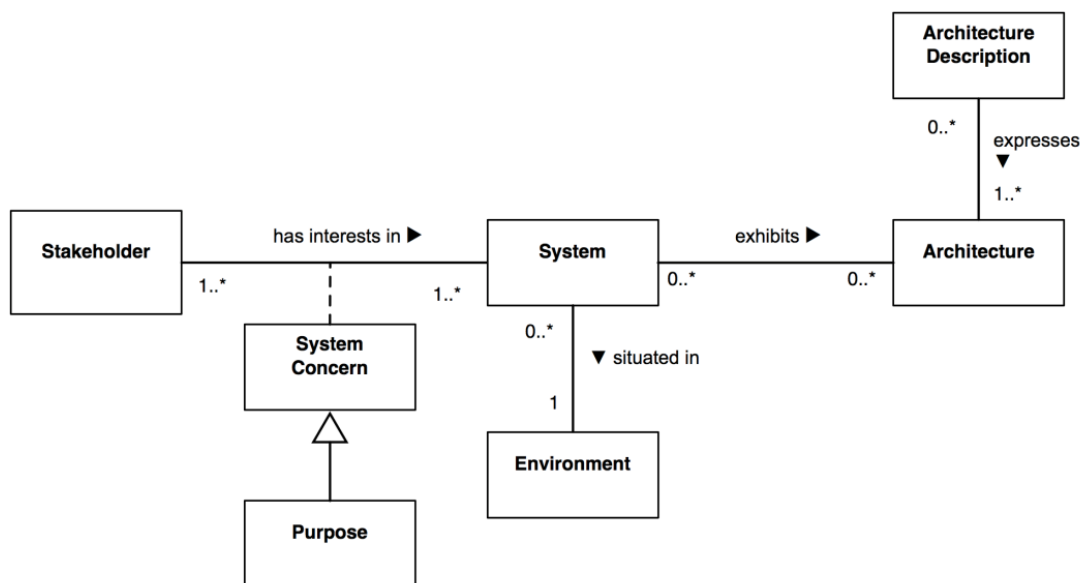 Architecture
Description
0..*
expresses
▼
1..*
Stakeholder
has interests in ▶
System
exhibits ▶
Architecture
1..*
1..*
0..*
0..*
System
Concern
0..*
▼ situated in
1
Environment
Purpose